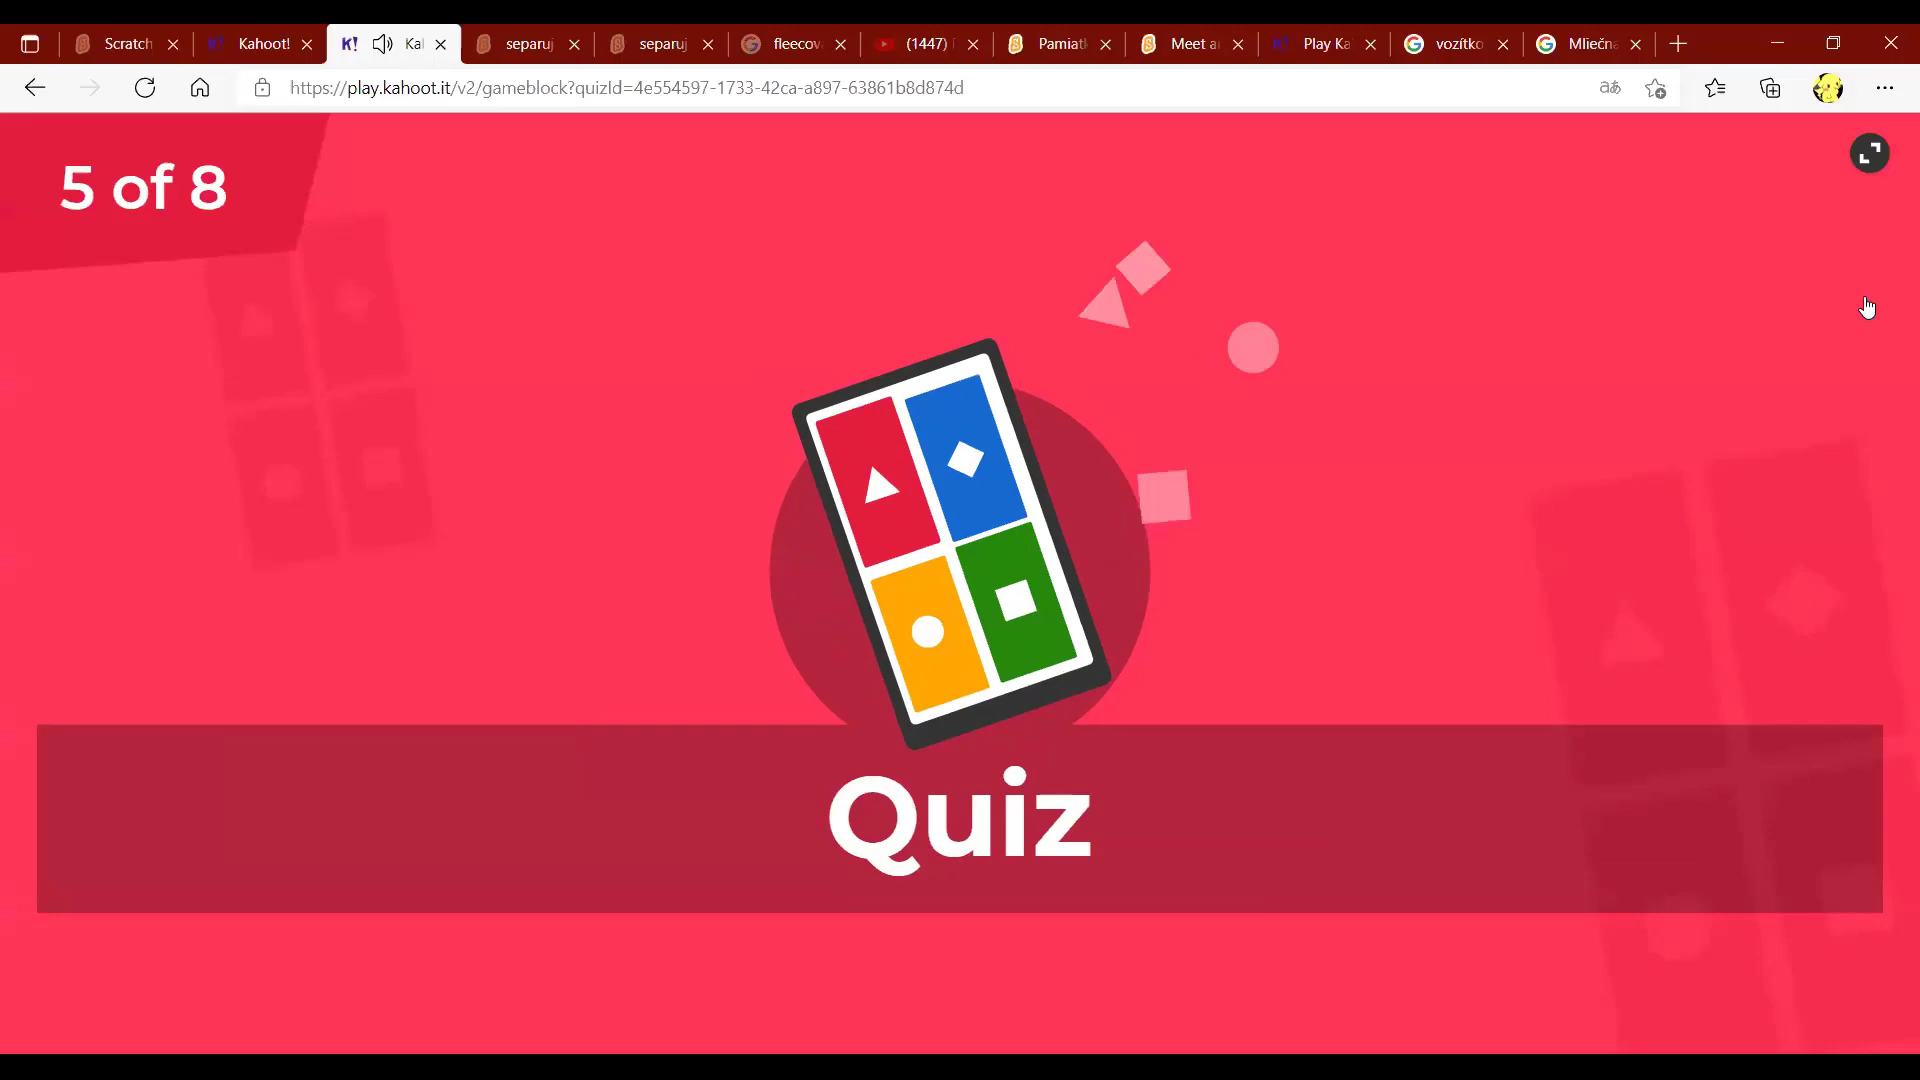 Scratch
Kahoot!
K! Kal
separuj
separuj
fleecov
(1447)
Pamiatk
Meet a
Play Ka
vozítko
Mliečna
https://play.kahoot.it/v2/gameblock?quizId=4e554597-1733-42ca-a897-63861b8d874d
5 of 8
Quiz